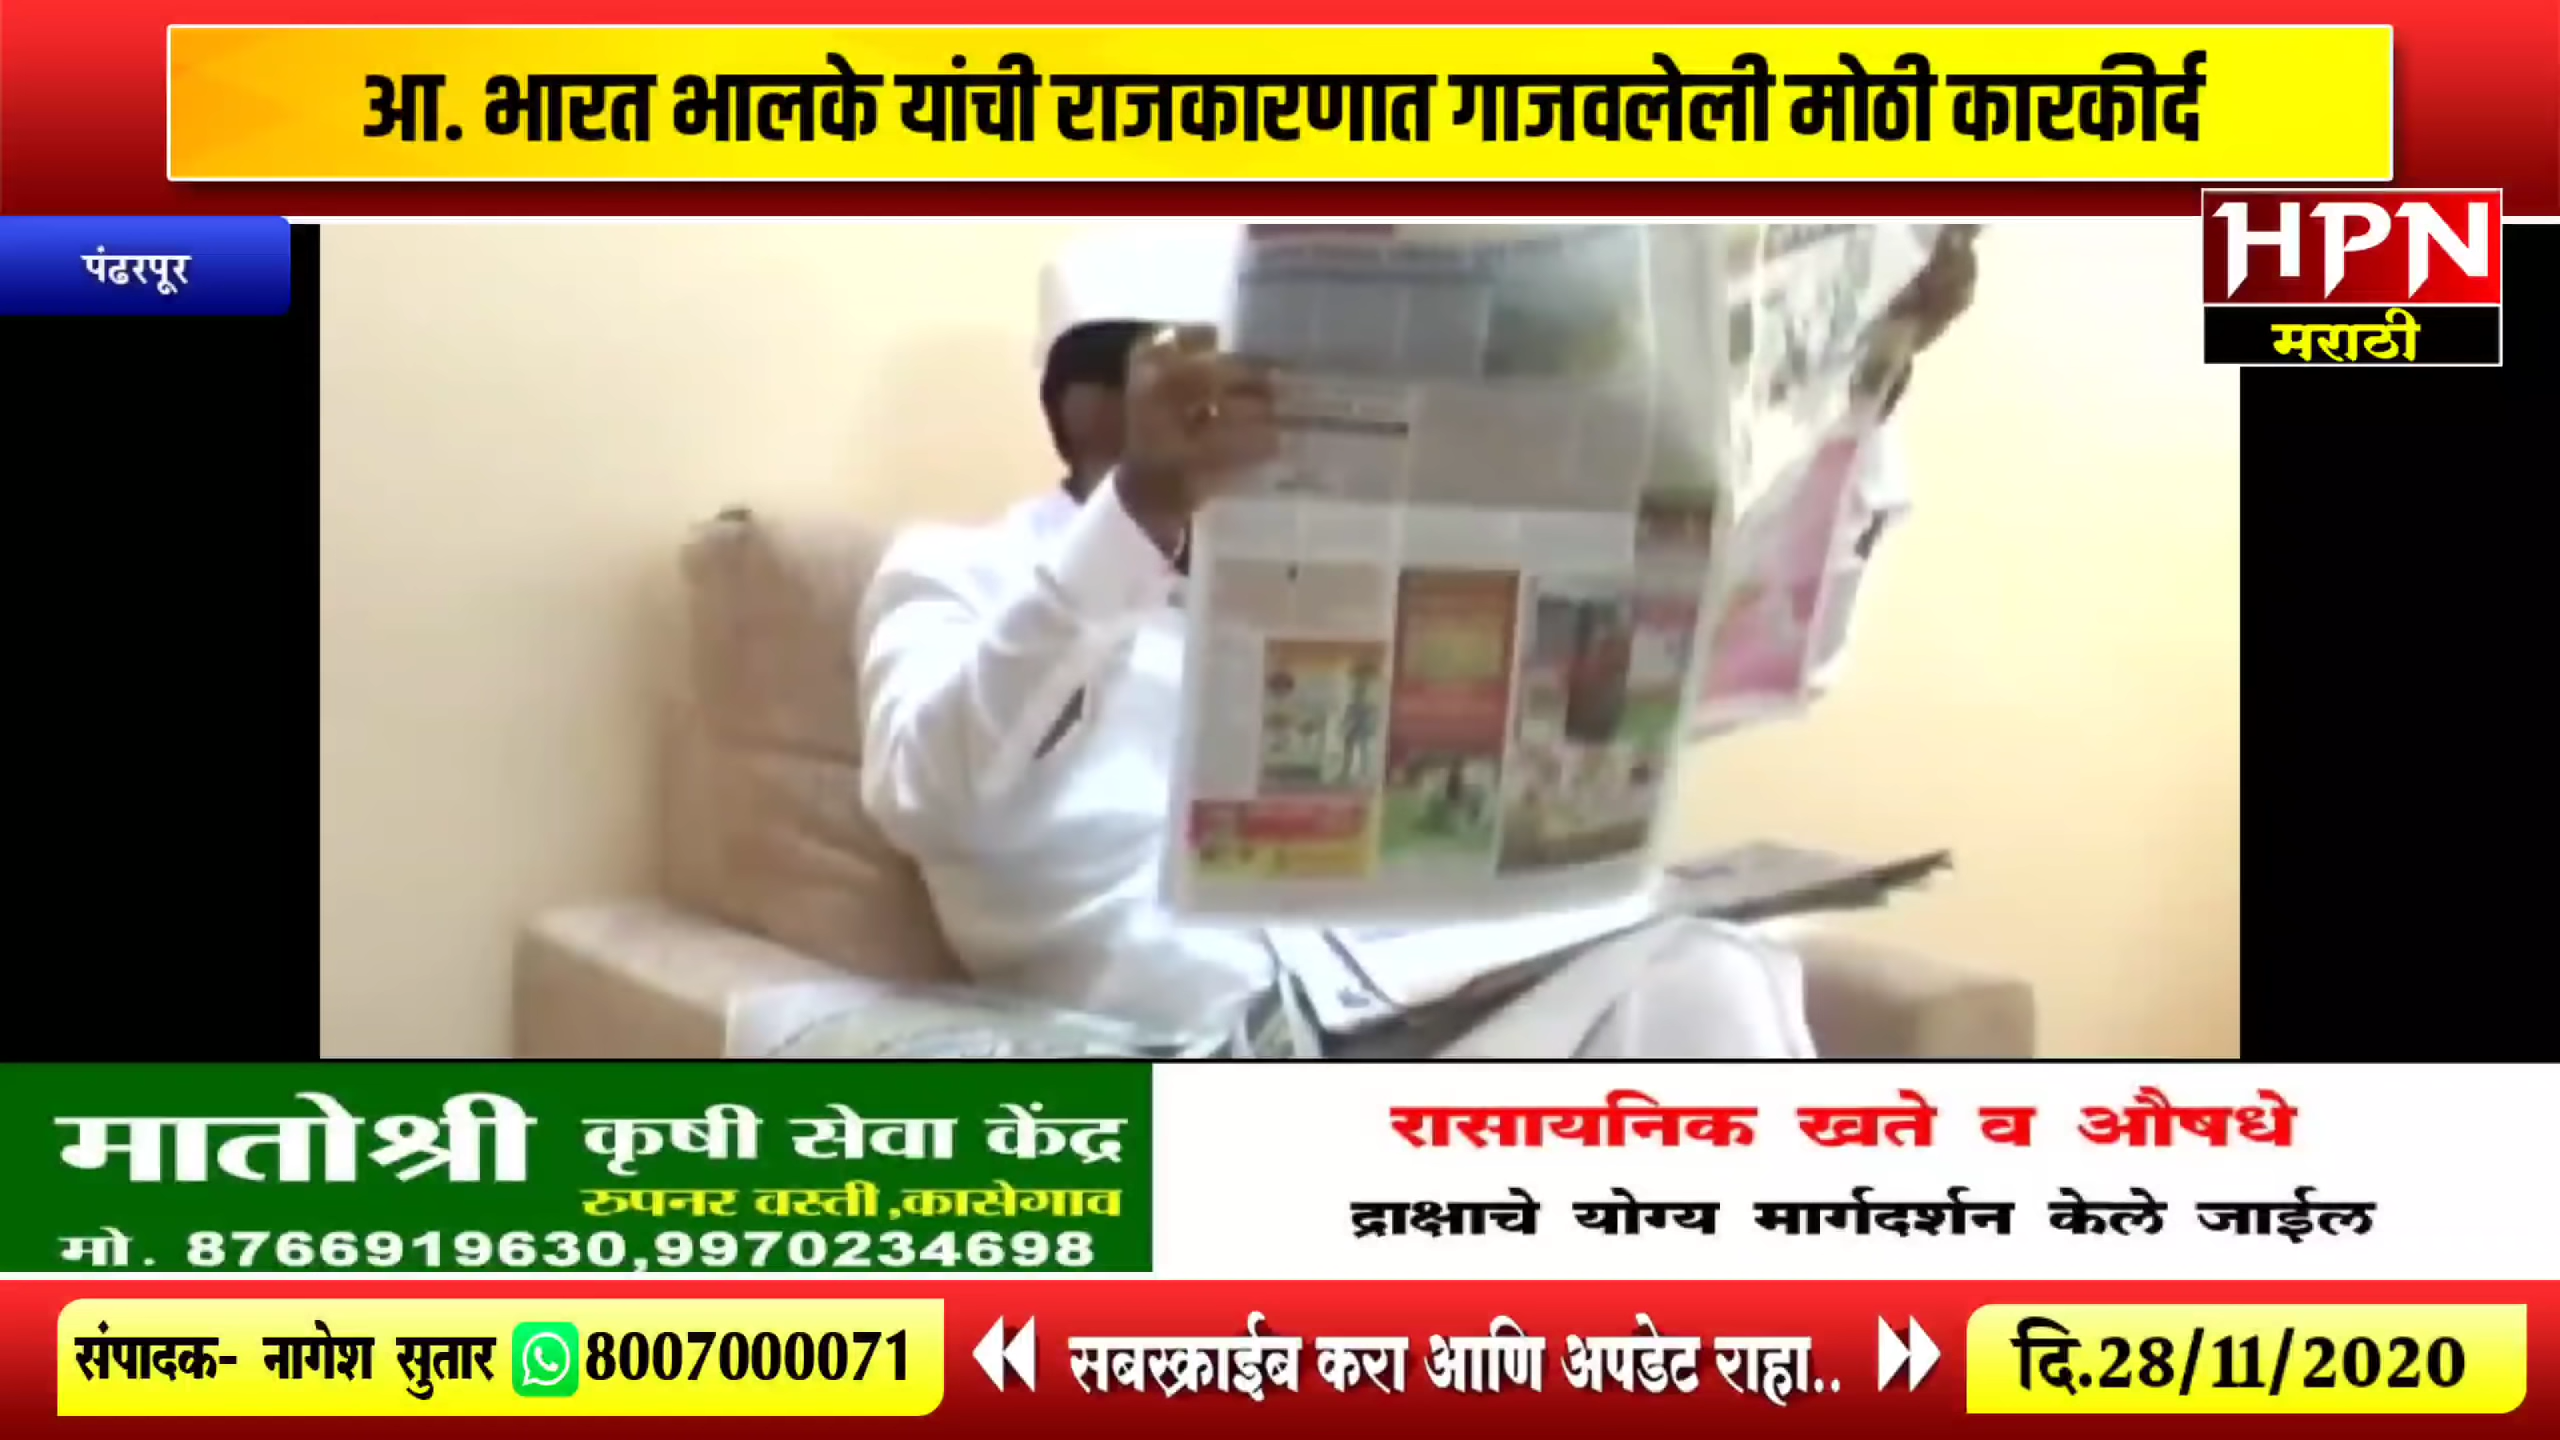 आ. भारत भालके यांची राजकारणात गाजवलेली मोठी कारकीर्द
पंढरपूर
HPN
मराठी
मातोश्री कृषी सेवा केंद्र
रुपनर वस्ती,कासेगाव
मो. 8766919630,9970234698
रासायनिक खते व औषधे
द्राक्षाचे योग्य मार्गदर्शन केले जाईल
संपादक- नागेश सुतार 8007000071
सबस्क्राईब करा आणि अपडेट राहा..
दि.28/11/2020